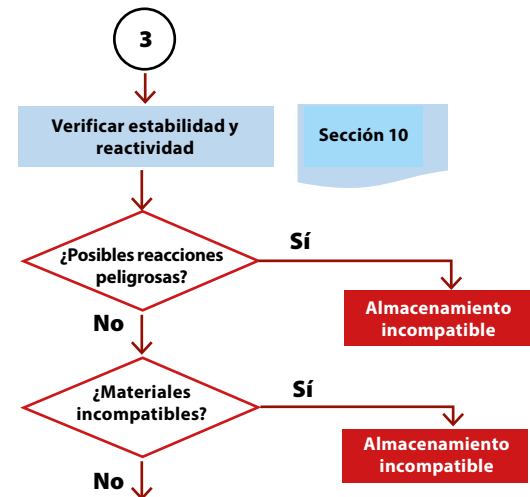 3
Verificar estabilidad y
reactividad
Sección 10
¿Posibles reacciones
peligrosas?
Sí
Almacenamiento
incompatible
No
¿Materiales
incompatibles?
Sí
Almacenamiento
incompatible
No